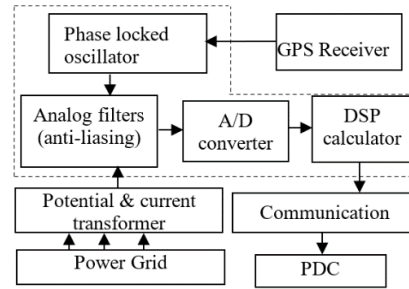 Phase locked
oscillator
GPS Receiver
Analog filters
(anti-liasing)
A/D
converter
DSP
calculator
Potential & current
transformer
Communication
Power Grid
PDC